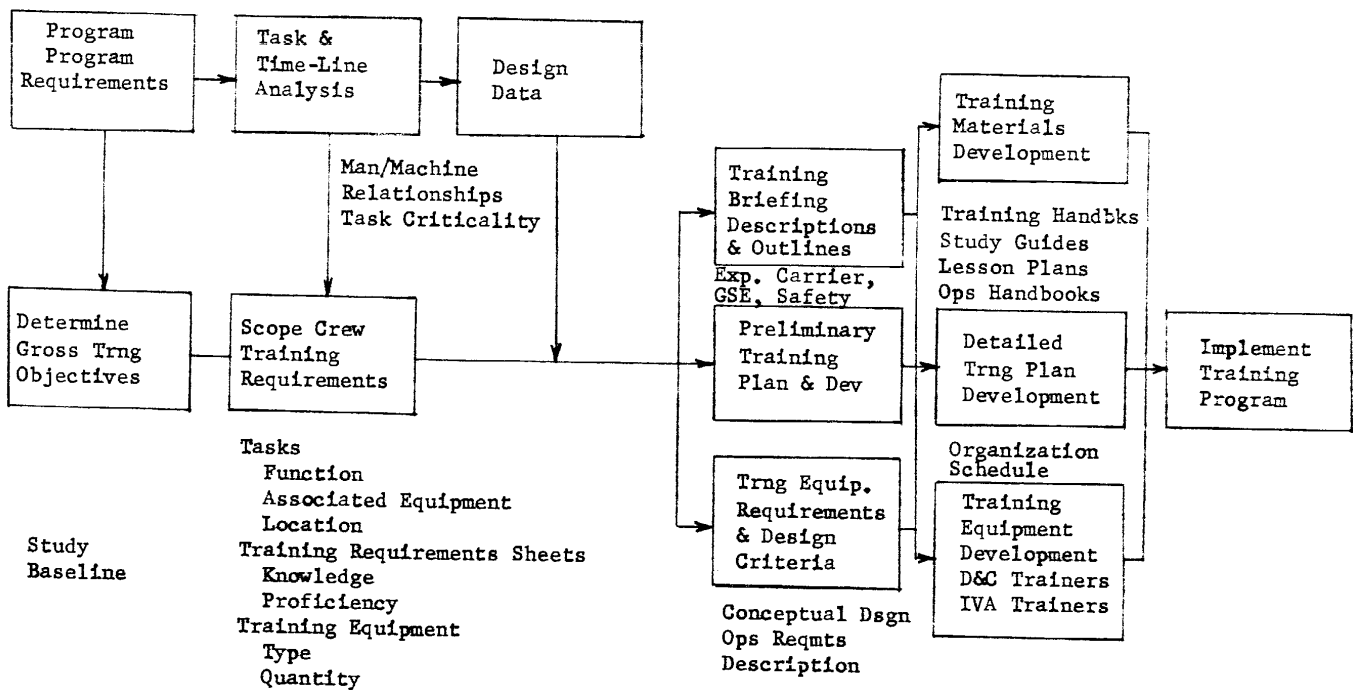 Program
Program
Requirements
Task &
Time-Line
Analysis
Design
Data
Man/Machine
Relationships
Task Criticality
Determine
Gross Trng
Objectives
Scope Crew
Training
Requirements
Study
Baseline
Tasks
Function
Associated Equipment
Location
Training Requirements Sheets
Knowledge
Proficiency
Training Equipment
Type
Quantity
Training
Briefing
Descriptions
& Outlines
Exp. Carrier,
GSE, Safety
Preliminary
Training
Plan & Dev
Trng Equip.
Requirements
& Design
Criteria
Conceptual Dsgn
Ops Reqmts
Description
Training
Materials
Development
Training Handbks
Study Guides
Lesson Plans
Ops Handbooks
Detailed
Trng Plan
Development
Organization
Schedule
Training
Equipment
Development
D&C Trainers
IVA Trainers
Implement
Training
Program